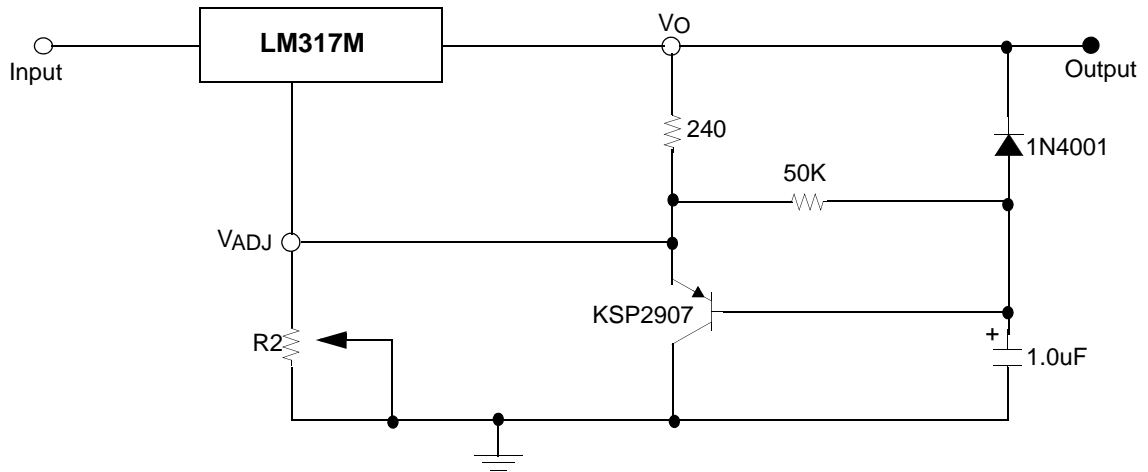 LM317M
VO
Input
Output
240
1N4001
50K
VADJ
KSP2907
R2
+
1.0uF